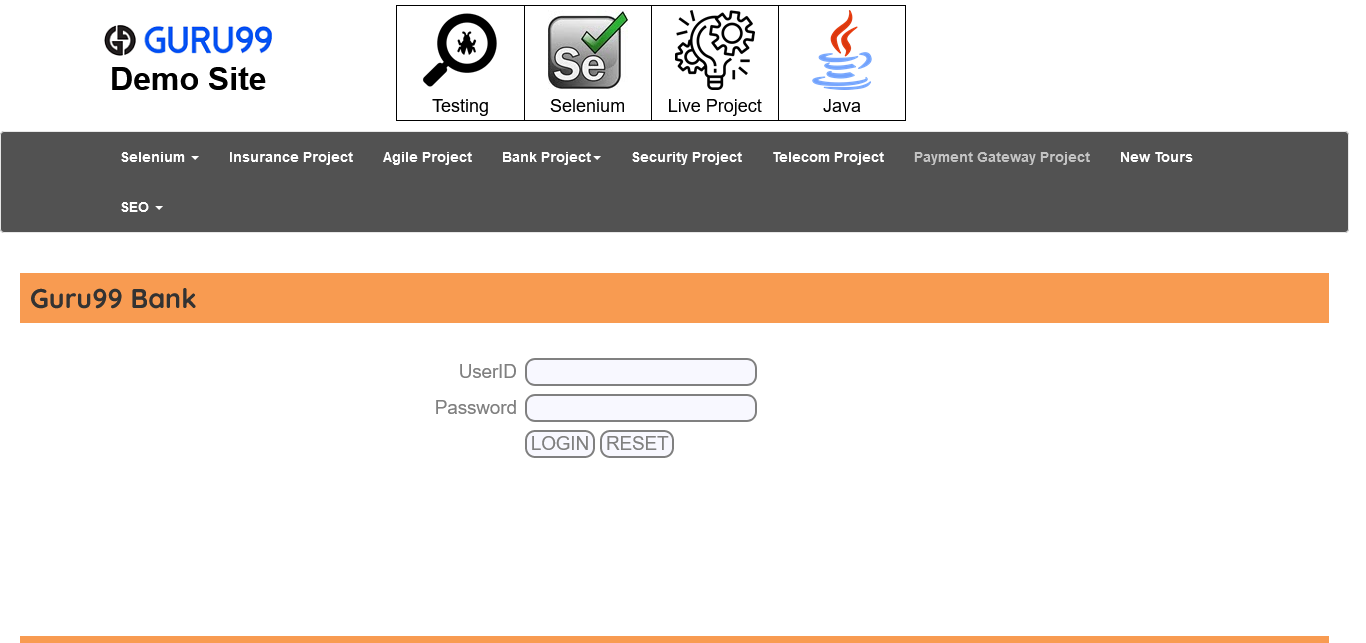 GURU99
Demo Site
Se
Testing Selenium Live Project Java
Selenium Insurance Project Agile Project Bank Project Security Project Telecom Project Payment Gateway Project New Tours
SEO
Guru99 Bank
UserID
Password
LOGIN RESET